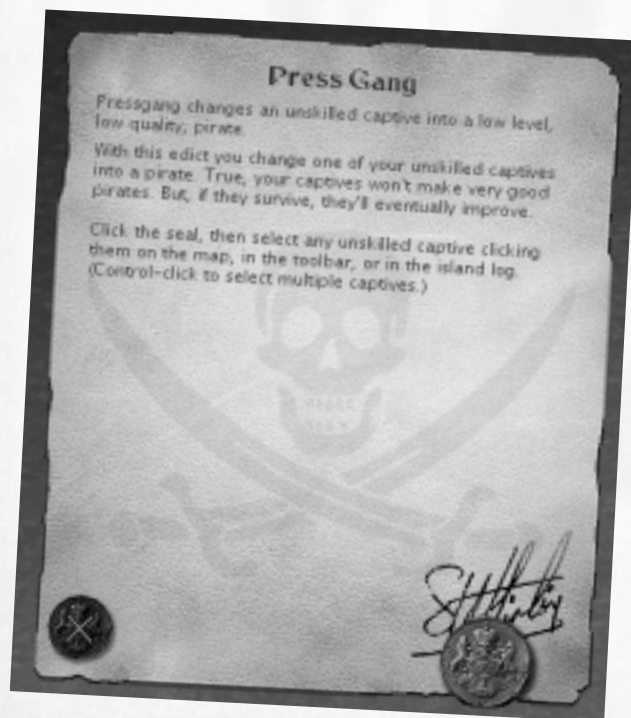 Press Gang
Pressgang changes an unskilled captive into a low level,
low quality, pirate.
With this edict you change one of your unskilled captives
into a pirate. True, your captives won't make very good
pirates. But, if they survive, they'll eventually improve.
Click the seal, then select any unskilled captive clicking
them on the map, in the toolbar, or in the island log.
(Control-click to select multiple captives.)